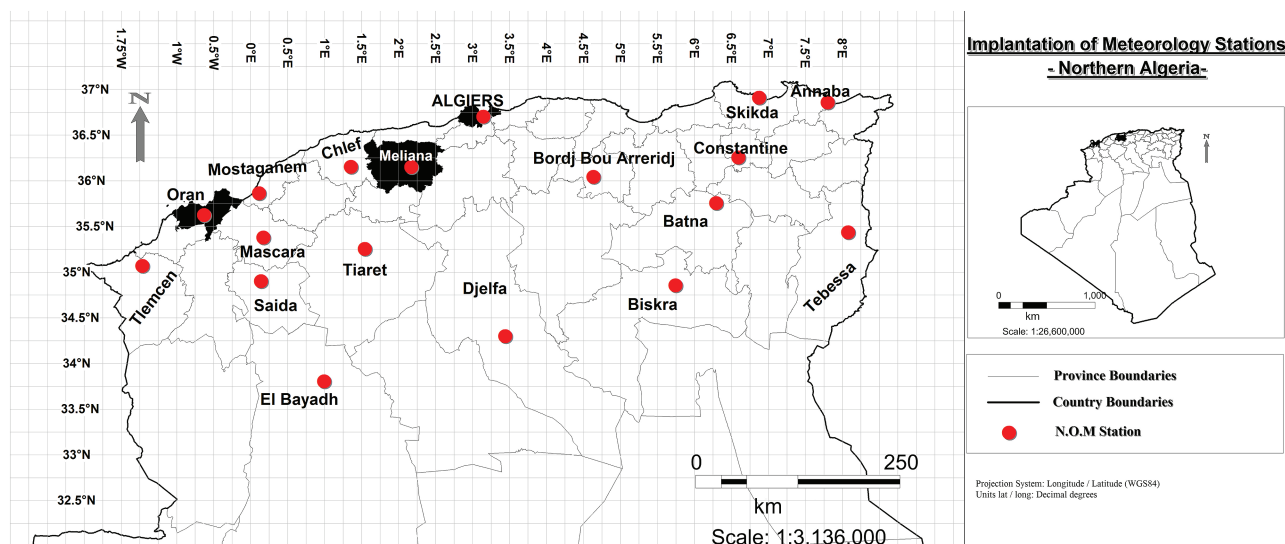 1.75°W
1°W
0.5°W
0°E
0.5°E
1°E
1.5°E
2°E
2.5°E
3°E
3.5°E
4°E
4.5°E
5°E
5.5°E
6°E
6.5°E
7°E
7.5°E
8°E
37°N
36.5°N
36°N
35.5°N
35°N
34.5°N
34°N
33.5°N
33°N
32.5°N
N
ALGIERS
Annaba
Skikda
Chlef
Meliana
Constantine
Bordj Bou Arreridj
Mostaganem
Oran
Batna
Mascara
Tiaret
Djelfa
Tlemcen
Saida
Biskra
Tebessa
El Bayadh
0 250
km
Scale: 1:3,136,000
Implantation of Meteorology Stations
- Northern Algeria-
N
0 1,000
km
Scale: 1:26,600,000
Province Boundaries
Country Boundaries
N.O.M Station
Projection System: Longitude / Latitude (WGS84)
Units lat / long: Decimal degrees